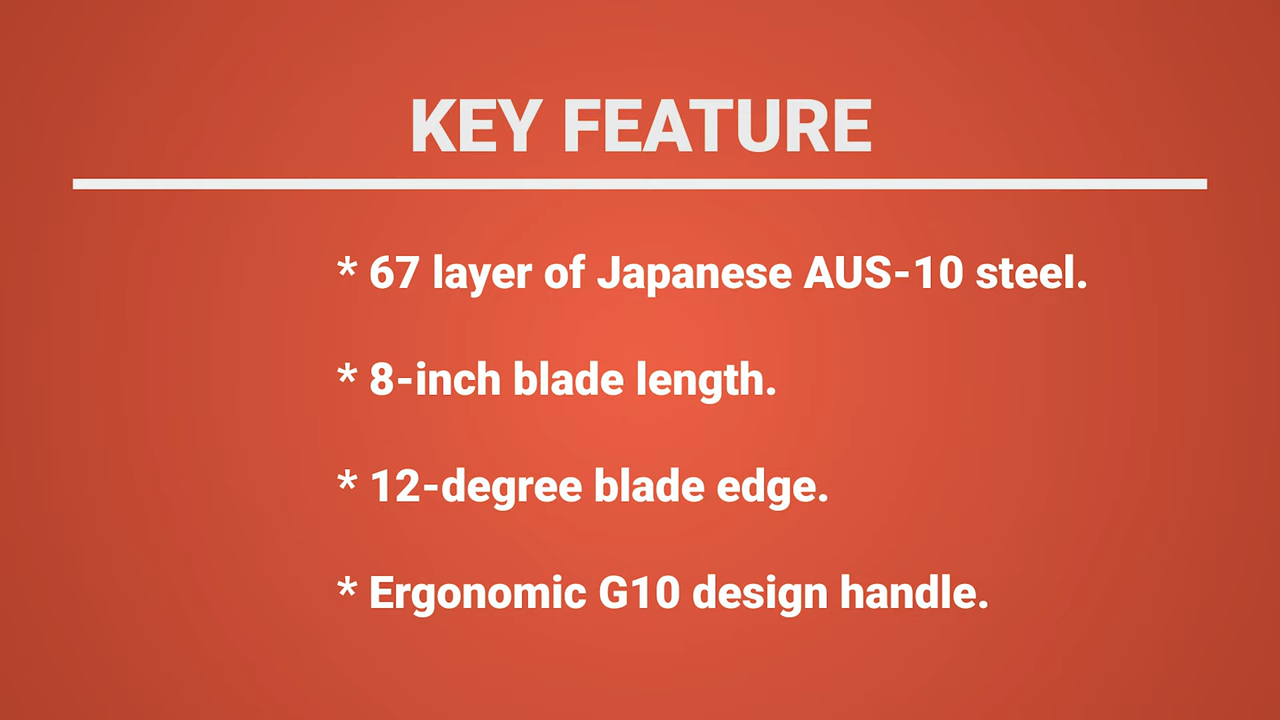 KEY FEATURE
* 67 layer of Japanese AUS-10 steel.
* 8-inch blade length.
* 12-degree blade edge.
* Ergonomic G10 design handle.